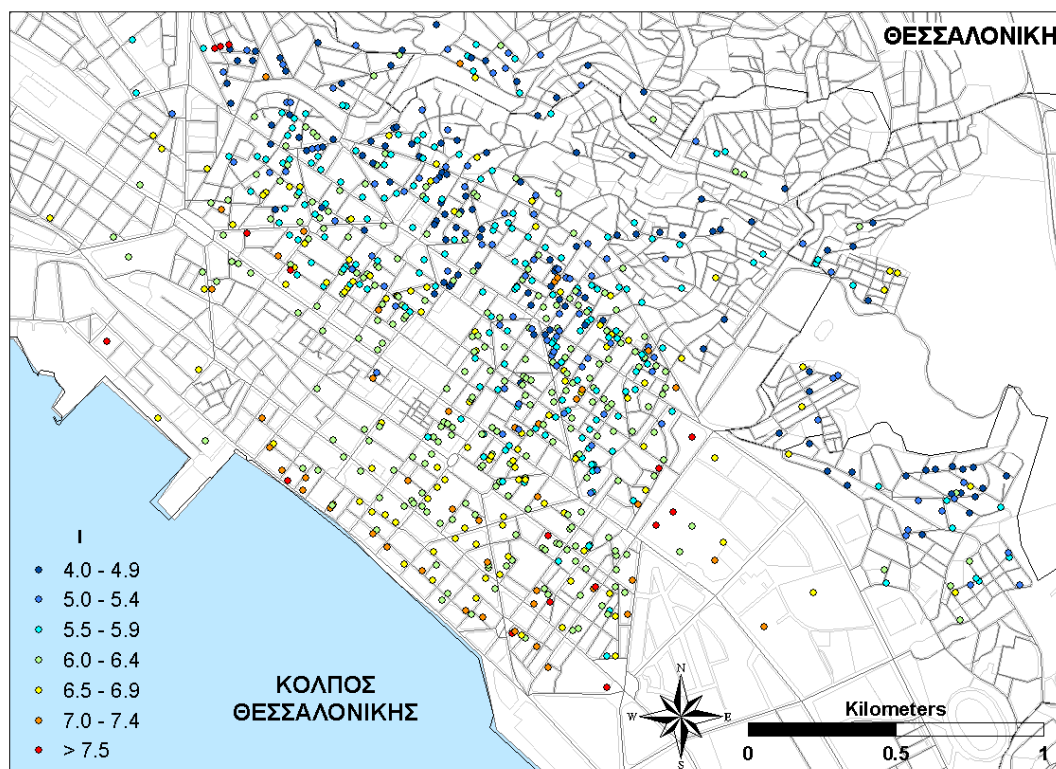 ΘΕΣΣΑΛΟΝΙΚΗ
I
4.0 - 4.9
5.0 - 5.4
5.5 - 5.9
6.0 - 6.4
6.5 - 6.9
7.0 - 7.4
> 7.5
ΚΟΛΠΟΣ
ΘΕΣΣΑΛΟΝΙΚΗΣ
N
W
E
S
Kilometers
0
0.5
1